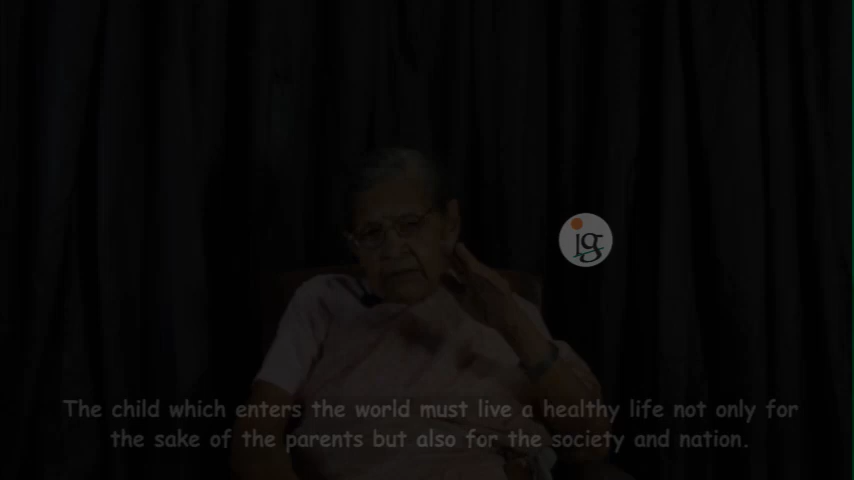 jg
The child which enters the world must live a healthy life not only for
the sake of the parents but also for the society and nation.